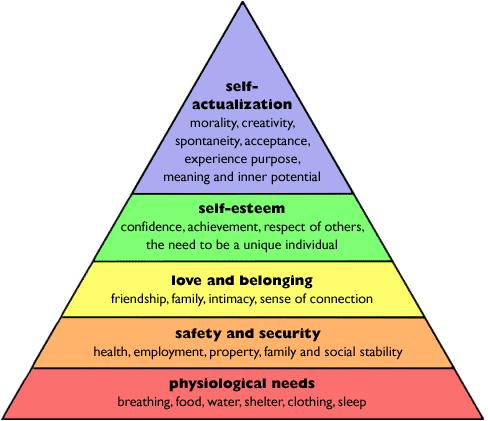 self-
actualization
morality, creativity,
spontaneity, acceptance,
experience purpose,
meaning and inner potential
self-esteem
confidence, achievement, respect of others,
the need to be a unique individual
love and belonging
friendship, family, intimacy, sense of connection
safety and security
health, employment, property, family and social stability
physiological needs
breathing, food, water, shelter, clothing, sleep